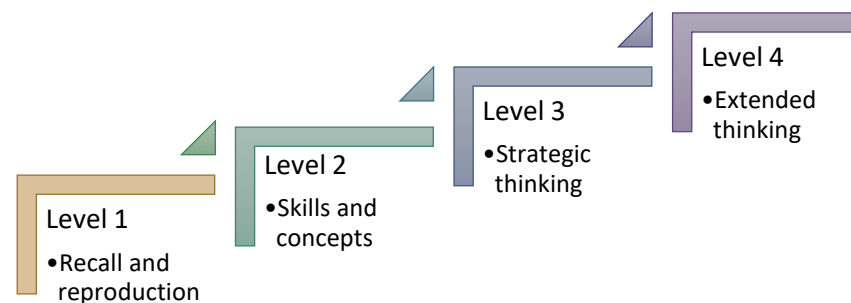 Level 1
•Recall and
reproduction
Level 2
•Skills and
concepts
Level 3
•Strategic
thinking
Level 4
•Extended
thinking